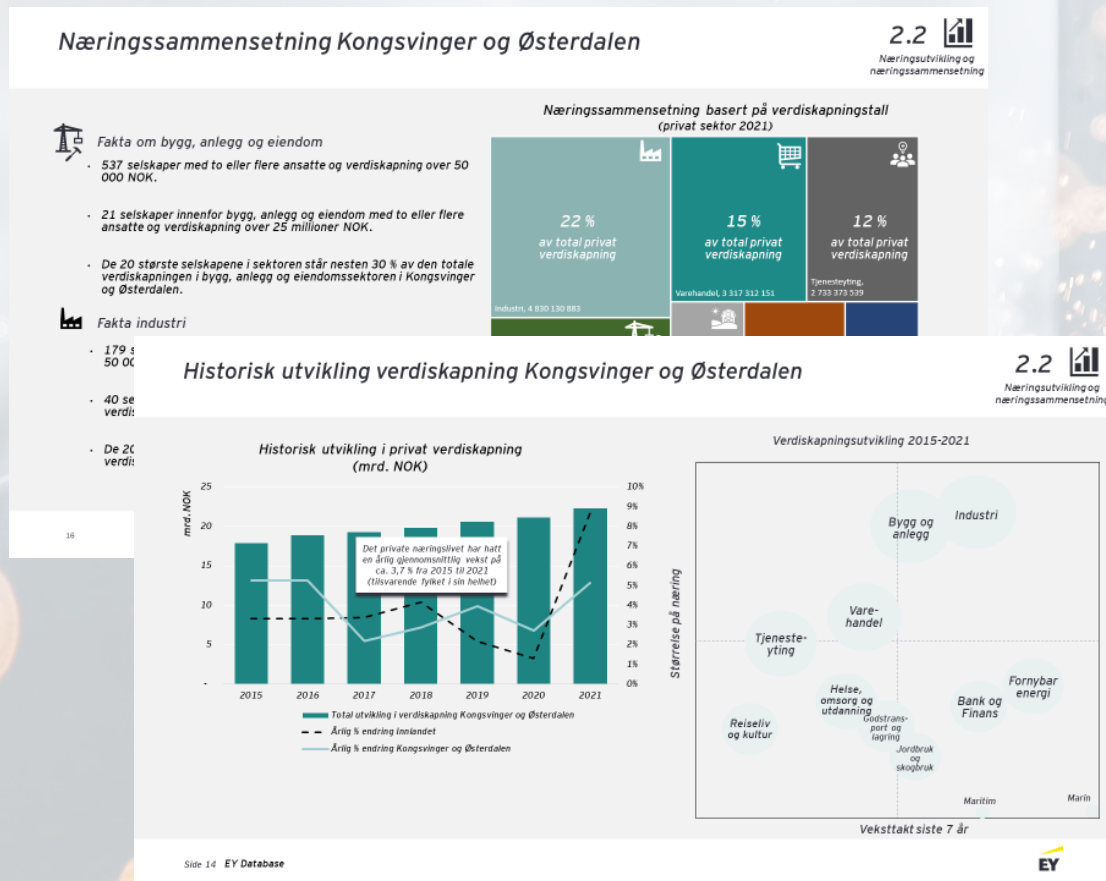 Næringssammensetning Kongsvinger og Østerdalen
2.2
Næringsutvikling og
næringssammensetning
Fakta om bygg, anlegg og eiendom
· 537 selskaper med to eller flere ansatte og verdiskapning over 50
000 NOK.
· 21 selskaper innenfor bygg, anlegg og eiendom med to eller flere
ansatte og verdiskapning over 25 millioner NOK.
· De 20 største selskapene i sektoren står nesten 30 % av den totale
verdiskapningen i bygg, anlegg og eiendomssektoren i Kongsvinger
og Østerdalen.
Fakta industri
· 179
50
· 40
· De 20
16
Næringssammensetning basert på verdiskapningstall
(privat sektor 2021)
22 %
av total privat
verdiskapning
Industri, 4 830 130 883
15 %
av total privat
verdiskapning
Varehandel, 3 317 312 151
12 %
av total privat
verdiskapning
Tjenesteyting,
2 733 373 539
Historisk utvikling verdiskapning Kongsvinger og Østerdalen
2.2
Næringsutvikling og
næringssammensetning
Historisk utvikling i privat verdiskapning
(mrd. NOK)
mrd.NOK
25
20
15
10
5
-
10%
9%
8%
7%
6%
5%
4%
3%
2%
1%
0%
Det private næringslivet har hatt
en årlig gjennomsnittlig vekst på
ca. 3,7 % fra 2015 til 2021
(tilsvarende fylket i sin helhet)
2015 2016 2017 2018 2019 2020 2021
Total utvikling i verdiskapning Kongsvinger og Østerdalen
Årlig % endring Innlandet
Årlig % endring Kongsvinger og Østerdalen
Verdiskapningsutvikling 2015-2021
Størrelse på næring
Bygg og
anlegg
Industri
Vare-
handel
Tjeneste-
yting
Helse,
omsorg og
utdanning
Godstrans-
port og
lagring
Jordbruk
og
skogbruk
Reiseliv
og kultur
Bank og
Finans
Fornybar
energi
Maritim
Marin
Veksttakt siste 7 år
Side 14 EY Database
EY